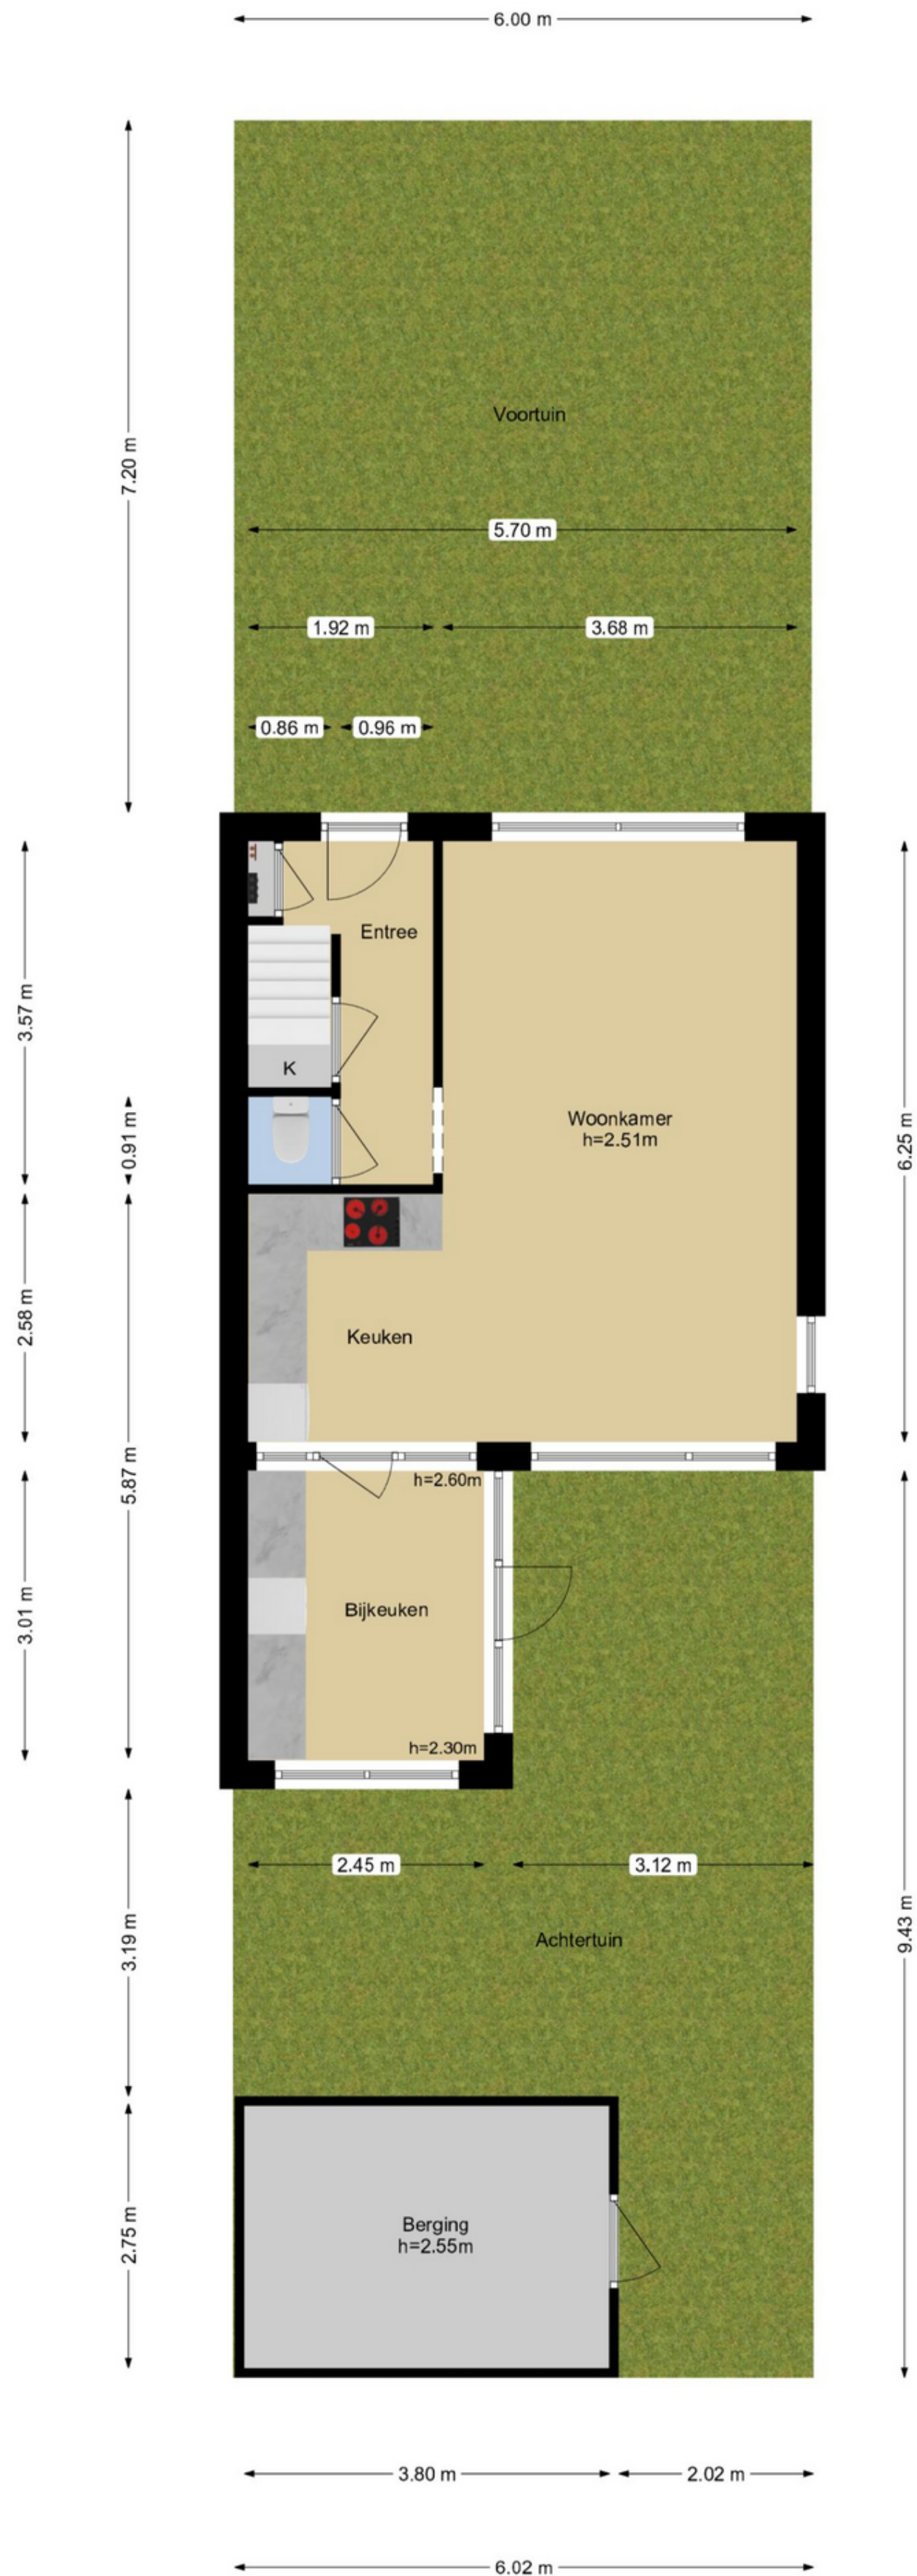 6.00 m
7.20 m
Voortuin
5.70 m
1.92 m
3.68 m
0.86 m
0.96 m
Entree
3.57 m
K
0.91 m
Woonkamer
h=2.51m
6.25 m
2.58 m
Keuken
5.87 m
h=2.60m
3.01 m
Bijkeuken
h=2.30m
2.45 m
3.12 m
3.19 m
Achtertuin
9.43 m
2.75 m
Berging
h=2.55m
3.80 m
2.02 m
6.02 m